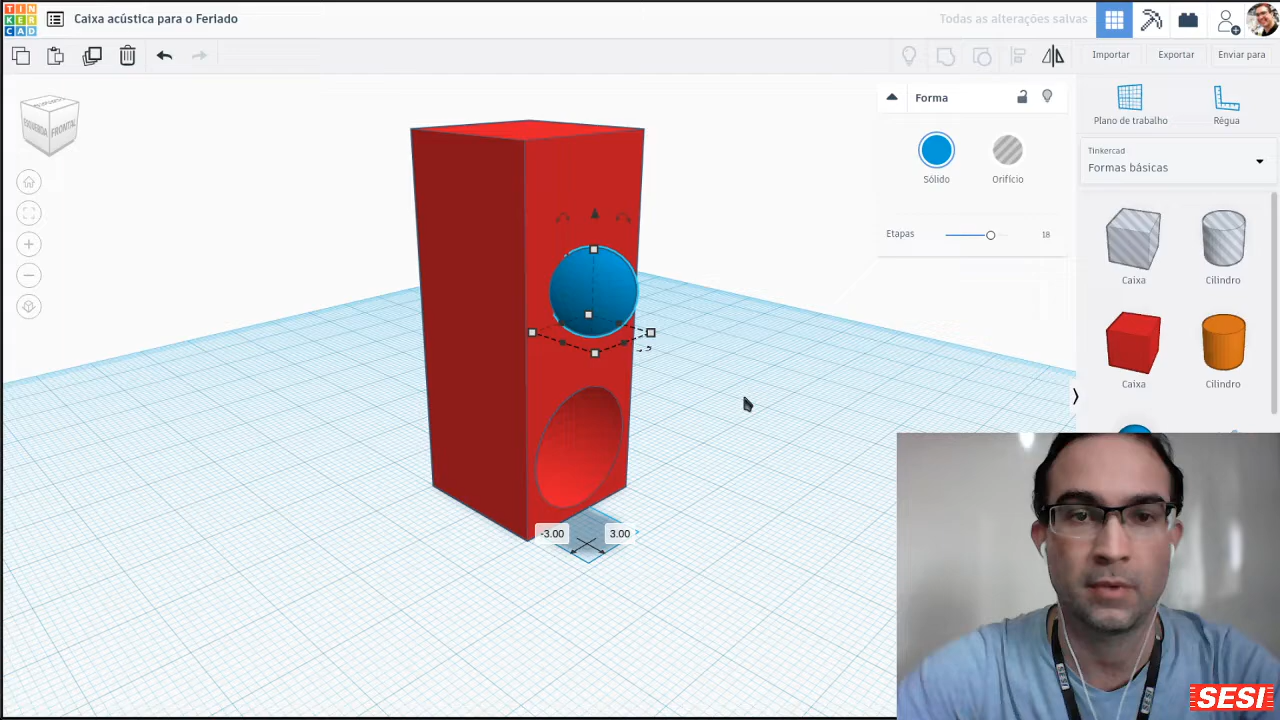 TIN
KER
CAD
Caixa acústica para o Feriado
Todas as alterações salvas
Importar
Exportar
Enviar para
ESQUERDA
FRONTAL
Forma
Sólido
Orifício
Etapas
18
Plano de trabalho
Régua
Tinkercad
Formas básicas
Caixa
Cilindro
Caixa
Cilindro
-3.00
3.00
SESI